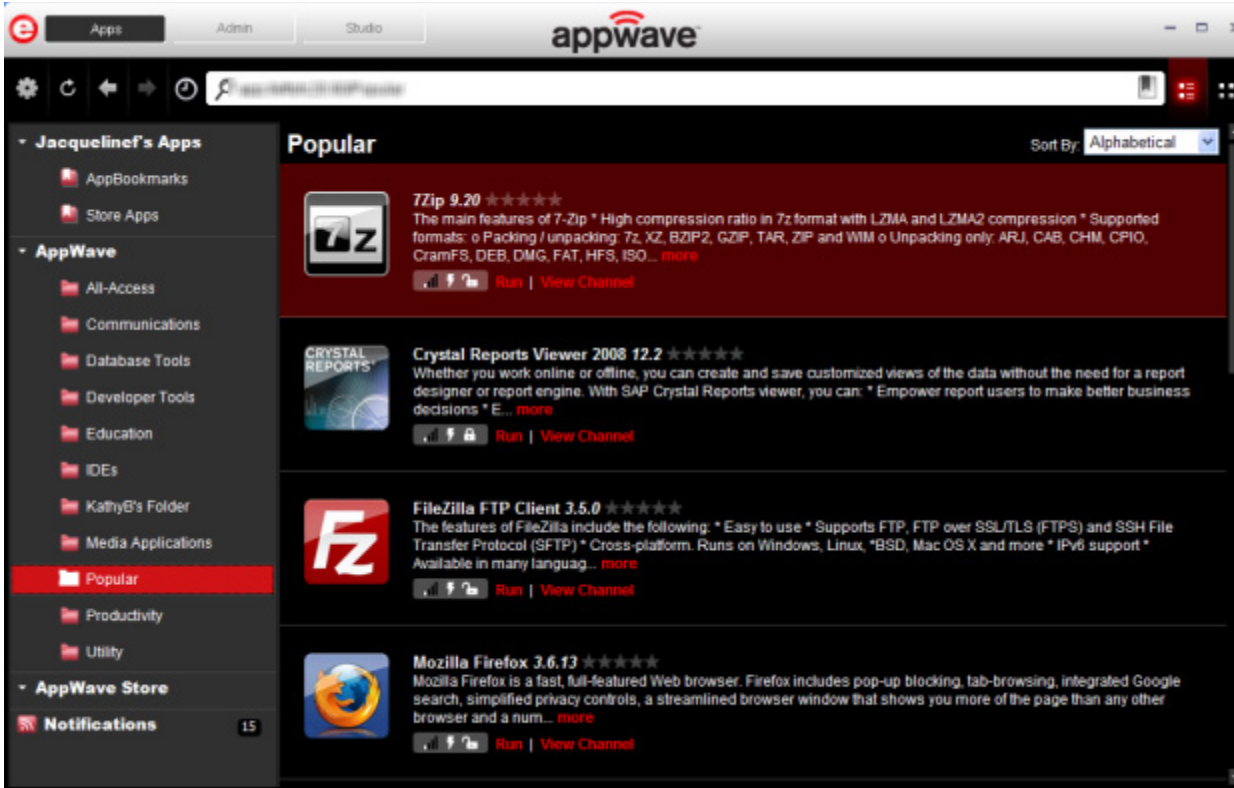 e Apps Admin Studio appwave
Jacquelinef's Apps
AppBookmarks
Store Apps
AppWave
All-Access
Communications
Database Tools
Developer Tools
Education
IDEs
KathyB's Folder
Media Applications
Popular
Productivity
Utility
AppWave Store
Notifications 15
Popular
Sort By: Alphabetical
7z
7Zip 9.20
The main features of 7-Zip * High compression ratio in 7z format with LZMA and LZMA2 compression * Supported
formats: o Packing / unpacking: 7z, XZ, BZIP2, GZIP, TAR, ZIP and WIM o Unpacking only: ARJ, CAB, CHM, CPIO,
CramFS, DEB, DMG, FAT, HFS, ISO... more
Run | View Channel
CRYSTAL
REPORTS
Crystal Reports Viewer 2008 12.2
Whether you work online or offline, you can create and save customized views of the data without the need for a report
designer or report engine. With SAP Crystal Reports viewer, you can: * Empower report users to make better business
decisions * E... more
Run | View Channel
Fz
FileZilla FTP Client 3.5.0
The features of FileZilla include the following: * Easy to use * Supports FTP, FTP over SSL/TLS (FTPS) and SSH File
Transfer Protocol (SFTP) * Cross-platform. Runs on Windows, Linux, *BSD, Mac OS X and more * IPv6 support *
Available in many languag... more
Run | View Channel
Mozilla Firefox 3.6.13
Mozilla Firefox is a fast, full-featured Web browser. Firefox includes pop-up blocking, tab-browsing, integrated Google
search, simplified privacy controls, a streamlined browser window that shows you more of the page than any other
browser and a num... more
Run | View Channel